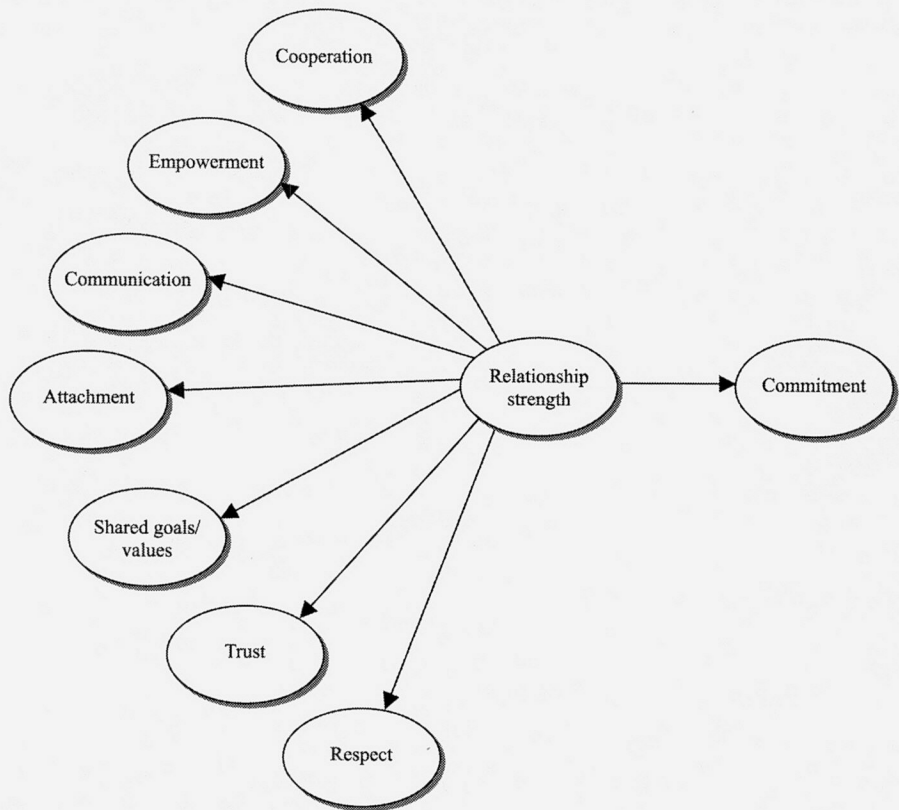 Cooperation
Empowerment
Communication
Attachment
Relationship
strength
Commitment
Shared goals/
values
Trust
Respect